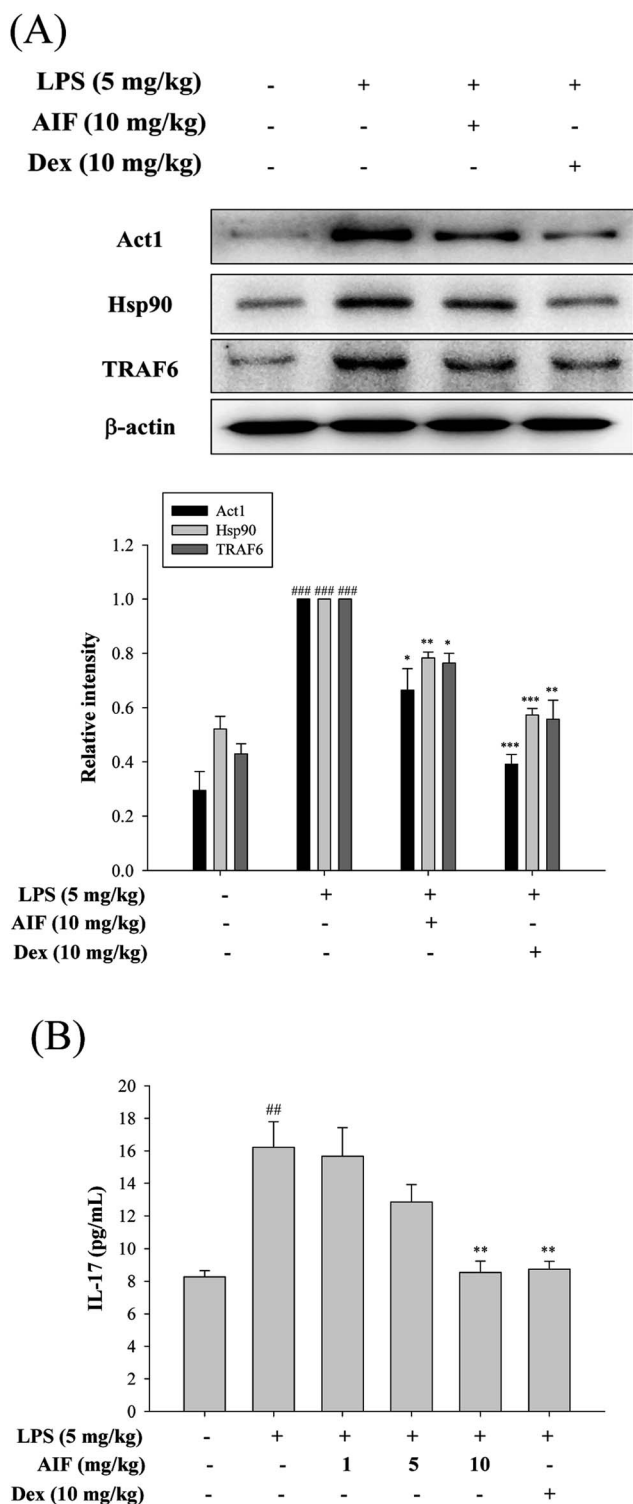 (A)
LPS (5 mg/kg) - + + +
AIF (10 mg/kg) - - + -
Dex (10 mg/kg) - - - +
Act1
Hsp90
TRAF6
β-actin
Act1
Hsp90
TRAF6
1.2
1.0
0.8
0.6
0.4
0.2
0.0
Relative intensity
### ### ###
* ** *
*** *** **
LPS (5 mg/kg) - + + +
AIF (10 mg/kg) - - + -
Dex (10 mg/kg) - - - +
(B)
20
18
16
14
12
10
8
6
4
2
0
IL-17 (pg/mL)
##
** **
LPS (5 mg/kg) - + + + + +
AIF (mg/kg) - - 1 5 10 -
Dex (10 mg/kg) - - - - - +